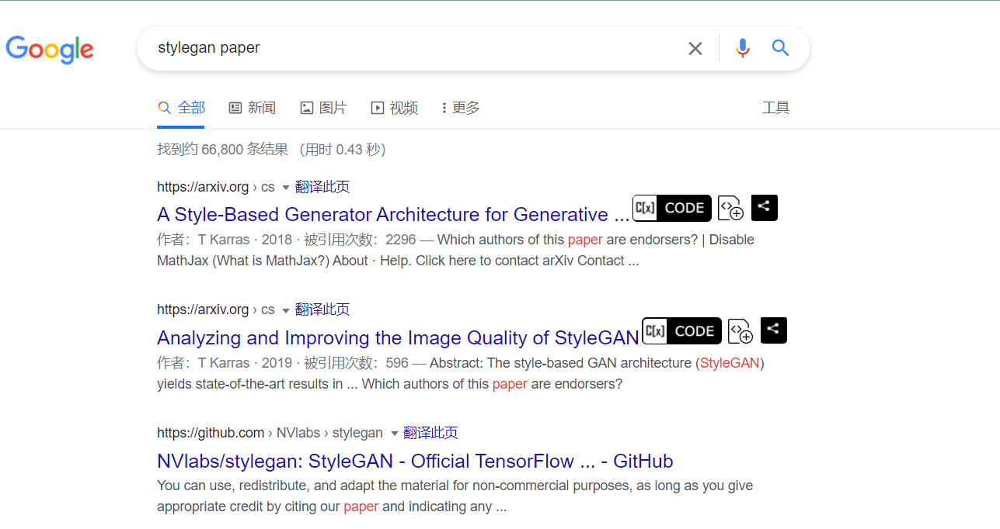 Google
stylegan paper
全部 新闻 图片 视频 更多 工具
找到约 66,800 条结果 （用时 0.43 秒）
https://arxiv.org › cs 翻译此页
A Style-Based Generator Architecture for Generative ... C[x] CODE
作者：T Karras · 2018 · 被引用次数：2296 — Which authors of this paper are endorsers? | Disable
MathJax (What is MathJax?) About · Help. Click here to contact arXiv Contact ...
https://arxiv.org › cs 翻译此页
Analyzing and Improving the Image Quality of StyleGAN C[x] CODE
作者：T Karras · 2019 · 被引用次数：596 — Abstract: The style-based GAN architecture (StyleGAN)
yields state-of-the-art results in ... Which authors of this paper are endorsers?
https://github.com › NVlabs › stylegan 翻译此页
NVlabs/stylegan: StyleGAN - Official TensorFlow ... - GitHub
You can use, redistribute, and adapt the material for non-commercial purposes, as long as you give
appropriate credit by citing our paper and indicating any ...